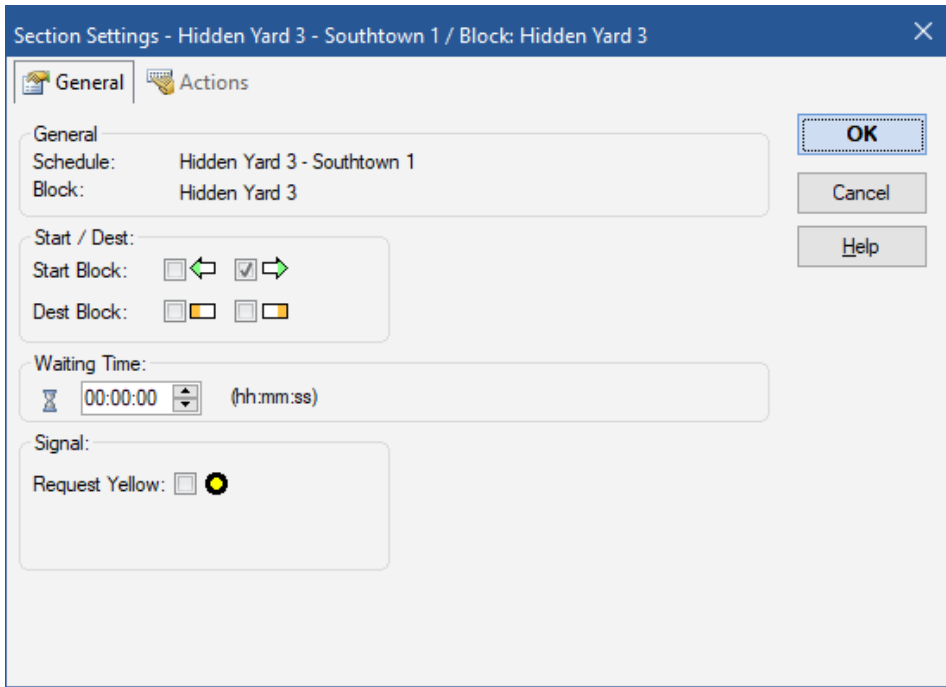 Section Settings - Hidden Yard 3 - Southtown 1 / Block: Hidden Yard 3
General Actions
General
Schedule: Hidden Yard 3 - Southtown 1
Block: Hidden Yard 3
Start / Dest:
Start Block:
Dest Block:
Waiting Time:
00:00:00 (hh:mm:ss)
Signal:
Request Yellow:
OK
Cancel
Help